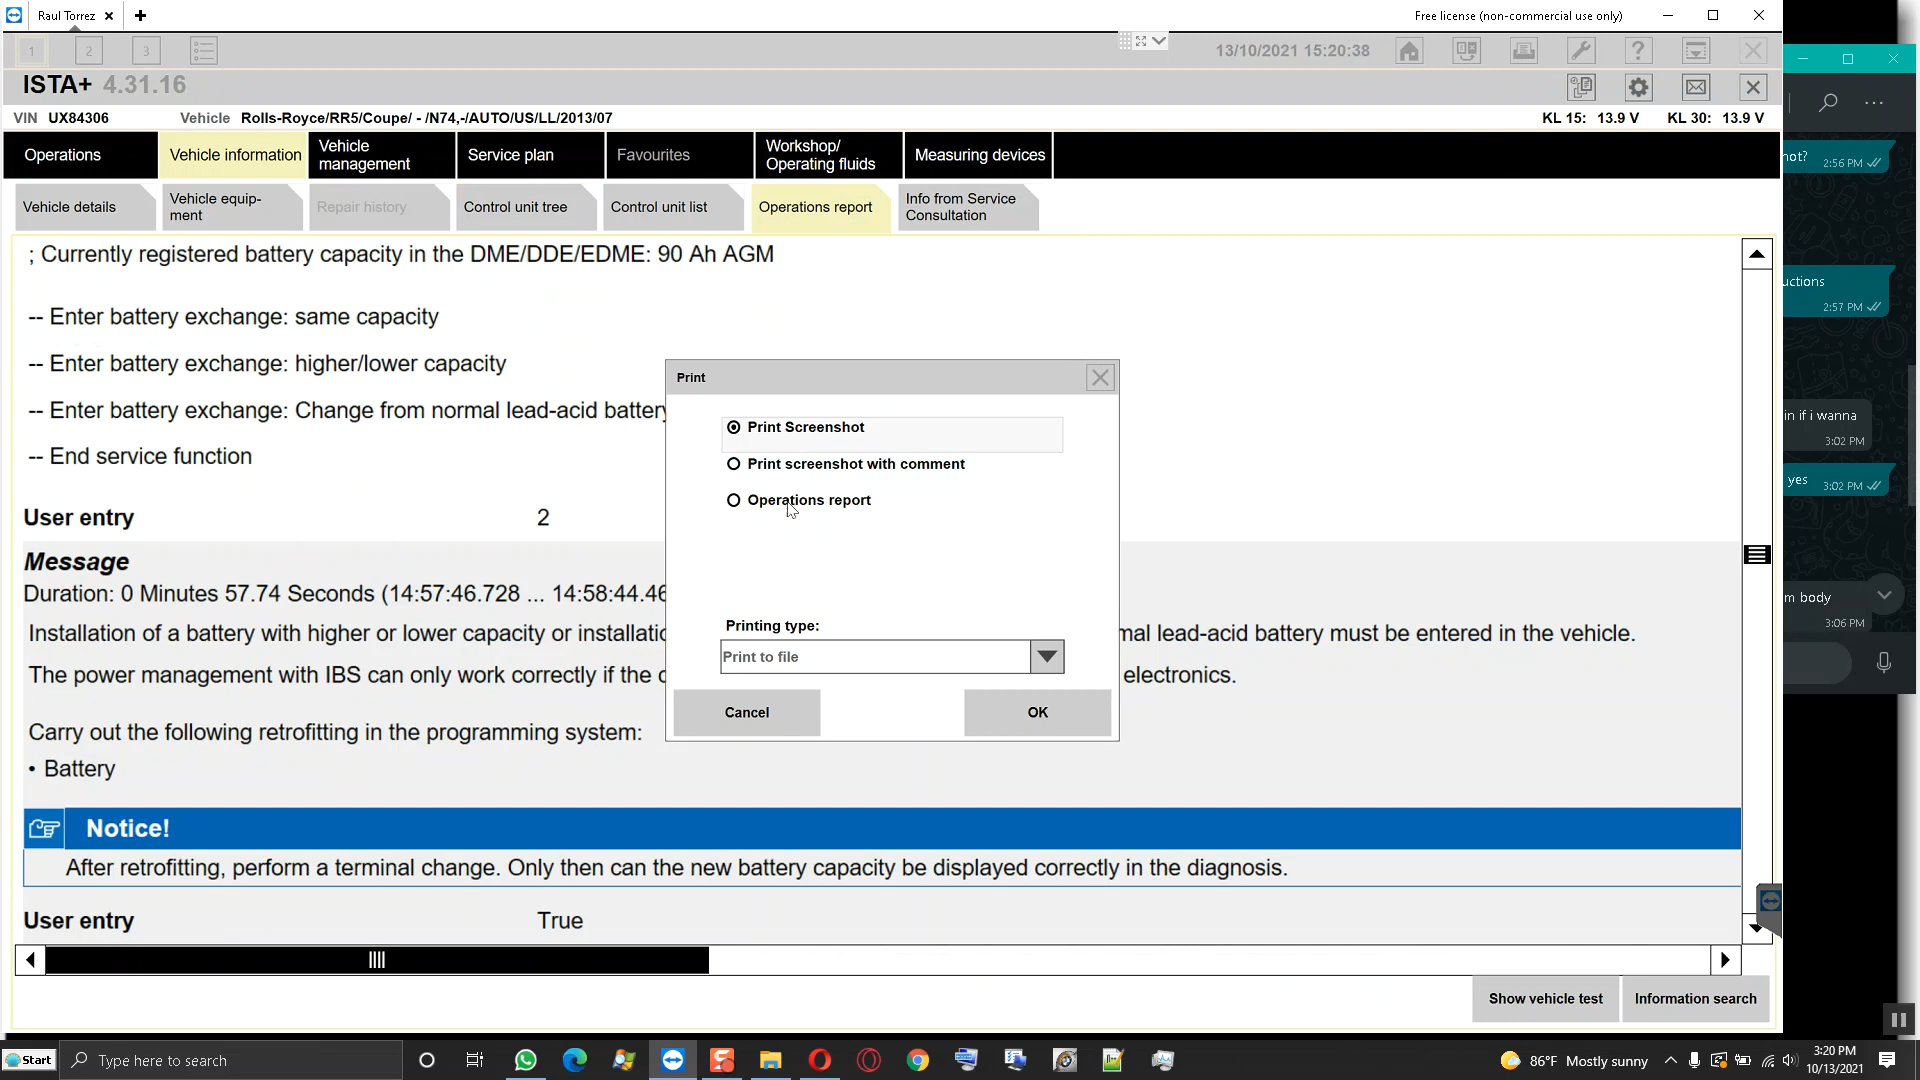 Raul Torrez
Free license (non-commercial use only)
1
2
3
13/10/2021 15:20:38
ISTA+ 4.31.16
VIN UX84306 Vehicle Rolls-Royce/RR5/Coupe/ - /N74,-/AUTO/US/LL/2013/07
KL 15: 13.9 V KL 30: 13.9 V
Operations
Vehicle information
Vehicle
management
Service plan
Favourites
Workshop/
Operating fluids
Measuring devices
Vehicle details
Vehicle equip-
ment
Repair history
Control unit tree
Control unit list
Operations report
Info from Service
Consultation
; Currently registered battery capacity in the DME/DDE/EDME: 90 Ah AGM
-- Enter battery exchange: same capacity
-- Enter battery exchange: higher/lower capacity
-- Enter battery exchange: Change from normal lead-acid battery
-- End service function
User entry 2
Message
Duration: 0 Minutes 57.74 Seconds (14:57:46.728 ... 14:58:44.46
Installation of a battery with higher or lower capacity or installatio
mal lead-acid battery must be entered in the vehicle.
The power management with IBS can only work correctly if the
electronics.
Carry out the following retrofitting in the programming system:
• Battery
Notice!
After retrofitting, perform a terminal change. Only then can the new battery capacity be displayed correctly in the diagnosis.
User entry True
Print
Print Screenshot
Print screenshot with comment
Operations report
Printing type:
Print to file
Cancel
OK
Show vehicle test
Information search
not?
2:56 PM
uctions
2:57 PM
in if i wanna
3:02 PM
yes 3:02 PM
m body
3:06 PM
Start
Type here to search
86°F Mostly sunny
3:20 PM
10/13/2021